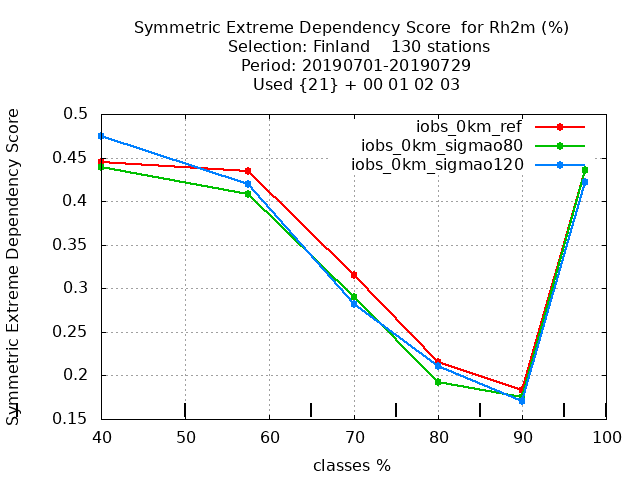 Symmetric Extreme Dependency Score for Rh2m (%)
Selection: Finland 130 stations
Period: 20190701-20190729
Used {21} + 00 01 02 03
Symmetric Extreme Dependency Score
0.5
0.45
0.4
0.35
0.3
0.25
0.2
0.15
iobs_0km_ref
iobs_0km_sigmao80
iobs_0km_sigmao120
40 50 60 70 80 90 100
classes %